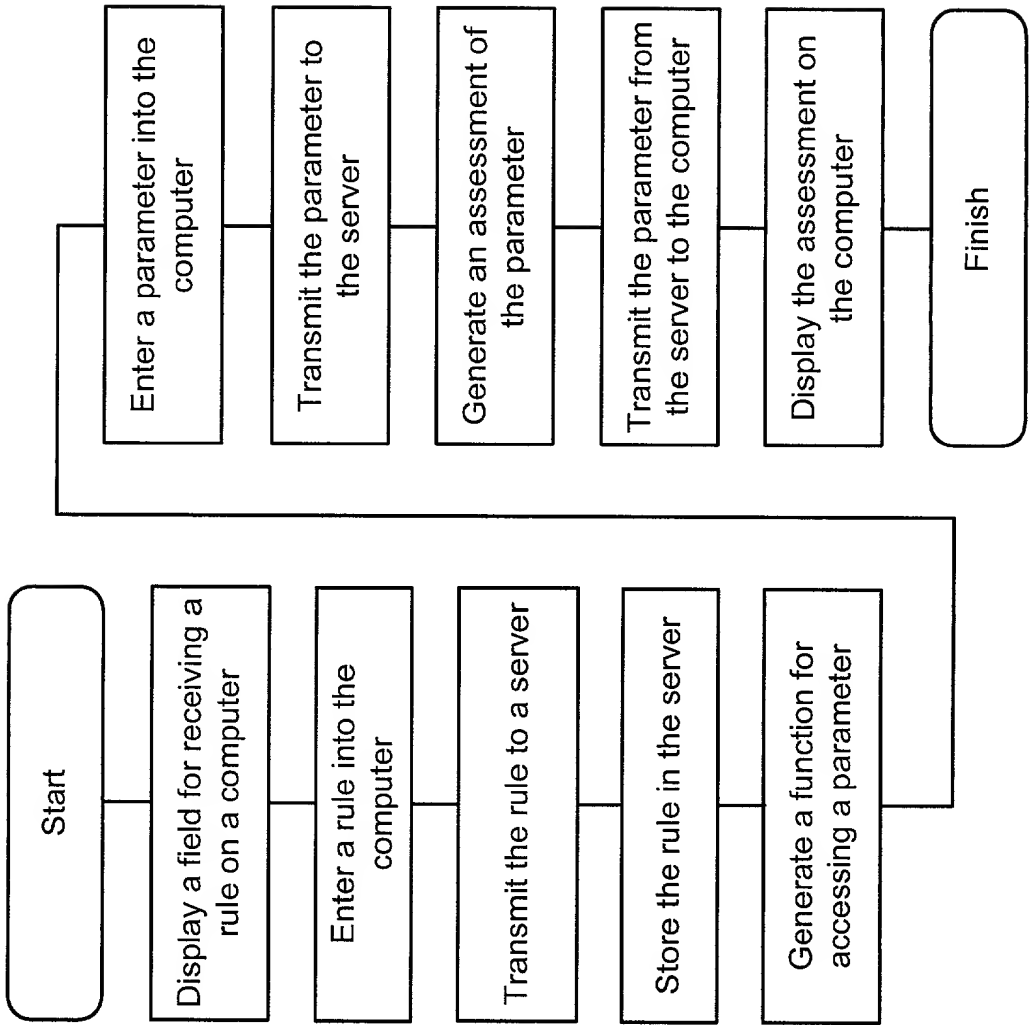 Start
Display a field for receiving a
rule on a computer
Enter a rule into the
computer
Transmit the rule to a server
Store the rule in the server
Generate a function for
accessing a parameter
Enter a parameter into the
computer
Transmit the parameter to
the server
Generate an assessment of
the parameter
Transmit the parameter from
the server to the computer
Display the assessment on
the computer
Finish